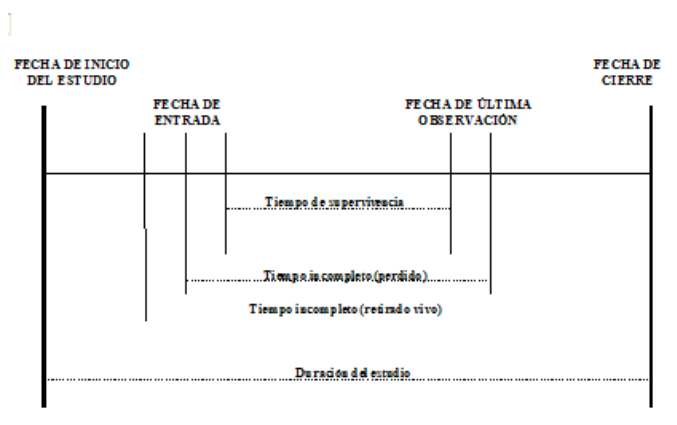 FECHA DE INICIO
DEL ESTUDIO
FECHA DE
CIERRE
FECHA DE
ENTRADA
FECHA DE ÚLTIMA
OBSERVACIÓN
Tiempo de supervivencia
Tiempo incompleto (perdido)
Tiempo incompleto (retirado vivo)
Duración del estudio